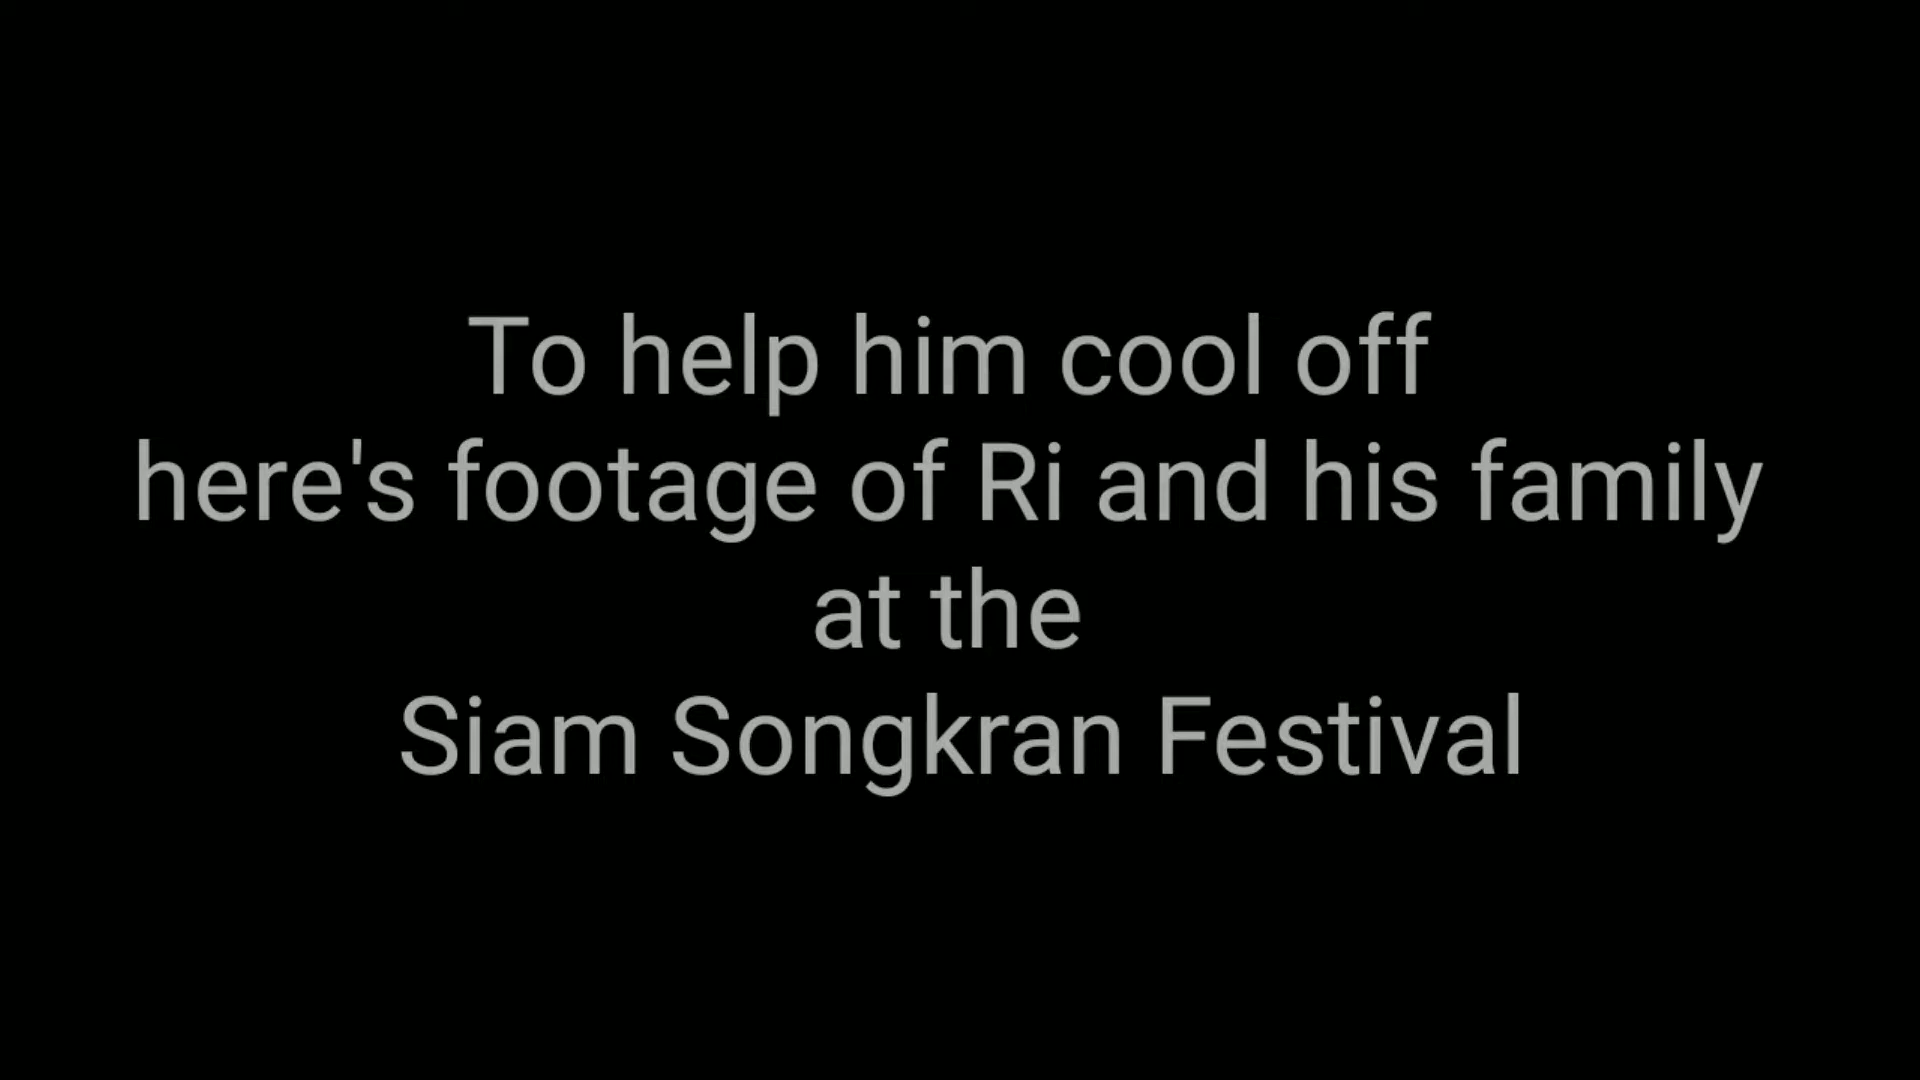 To help him cool off
here's footage of Ri and his family
at the
Siam Songkran Festival